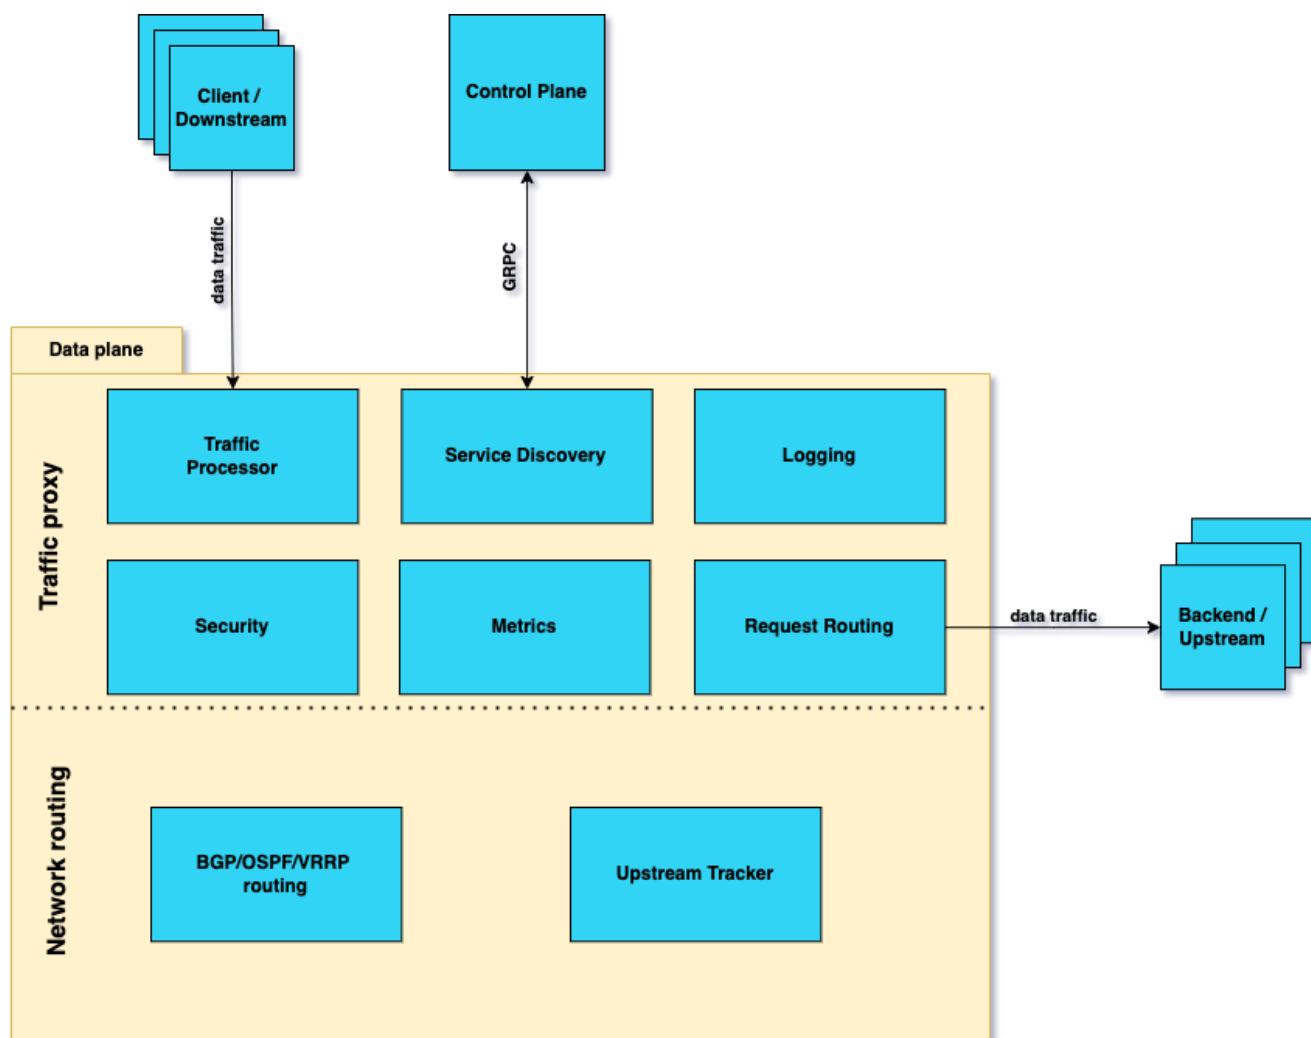 Client /
Downstream
Control Plane
data traffic
GRPC
Data plane
Traffic proxy
Traffic
Processor
Service Discovery
Logging
Security
Metrics
Request Routing
data traffic
Backend /
Upstream
Network routing
BGP/OSPF/VRRP
routing
Upstream Tracker